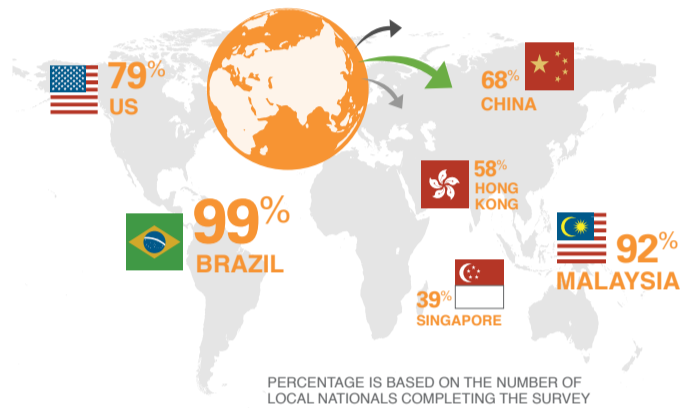 79%
US
68%
CHINA
58%
HONG
KONG
99%
BRAZIL
92%
MALAYSIA
39%
SINGAPORE
PERCENTAGE IS BASED ON THE NUMBER OF
LOCAL NATIONALS COMPLETING THE SURVEY